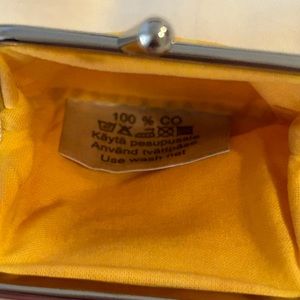 100 % CO
Käytä pesupussia
Använd tvättpåse
Use wash net